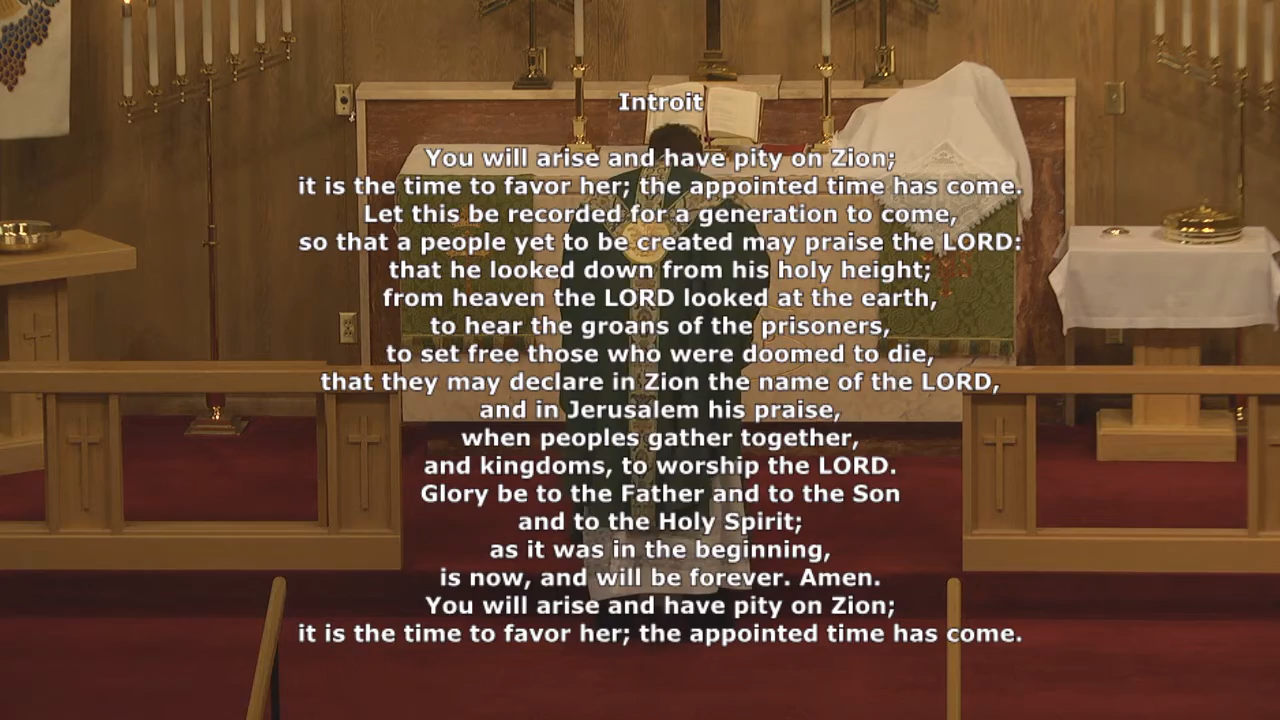 Introit
You will arise and have pity on Zion;
it is the time to favor her; the appointed time has come.
Let this be recorded for a generation to come,
so that a people yet to be created may praise the LORD:
that he looked down from his holy height;
from heaven the LORD looked at the earth,
to hear the groans of the prisoners,
to set free those who were doomed to die,
that they may declare in Zion the name of the LORD,
and in Jerusalem his praise,
when peoples gather together,
and kingdoms, to worship the LORD.
Glory be to the Father and to the Son
and to the Holy Spirit;
as it was in the beginning,
is now, and will be forever. Amen.
You will arise and have pity on Zion;
it is the time to favor her; the appointed time has come.